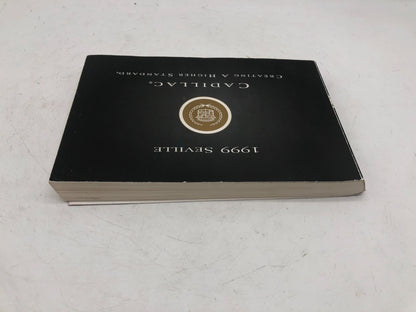 1999 SEVILLE
CADILLAC®
CREATING A HIGHER STANDARD.